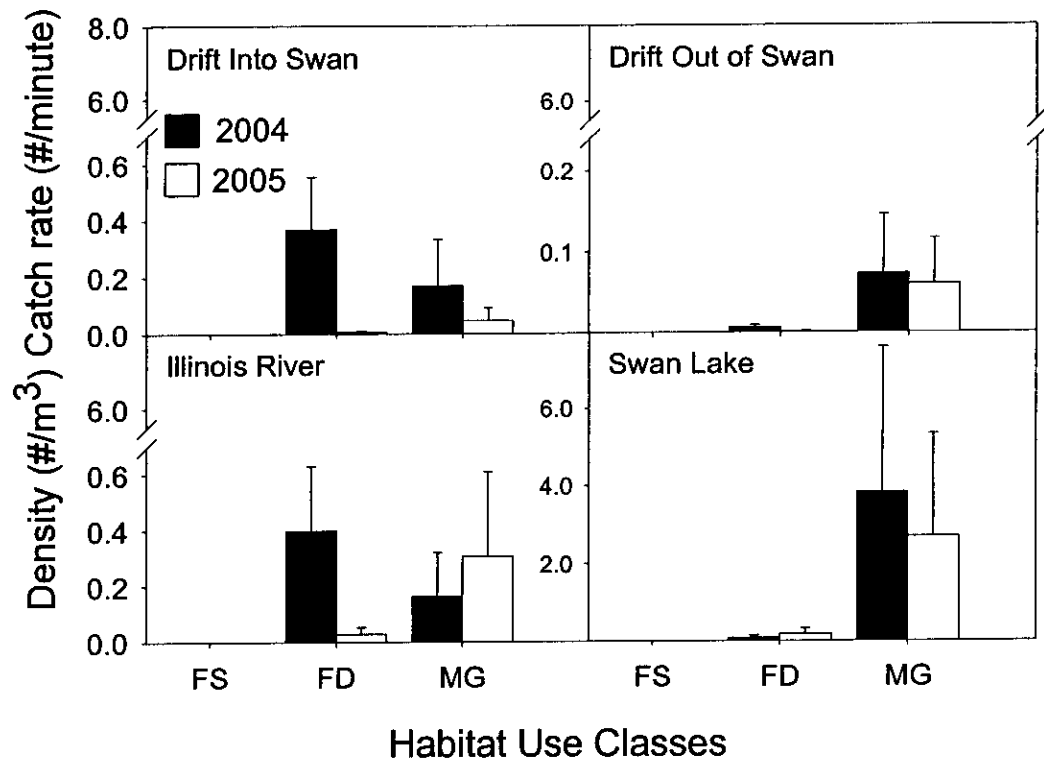 Density (#/m³) Catch rate (#/minute)
8.0
6.0
0.6
0.4
0.2
0.0
Drift Into Swan
2004
2005
6.0
0.2
0.1
Drift Out of Swan
6.0
0.6
0.4
0.2
0.0
Illinois River
6.0
4.0
2.0
Swan Lake
FS FD MG FS FD MG
Habitat Use Classes